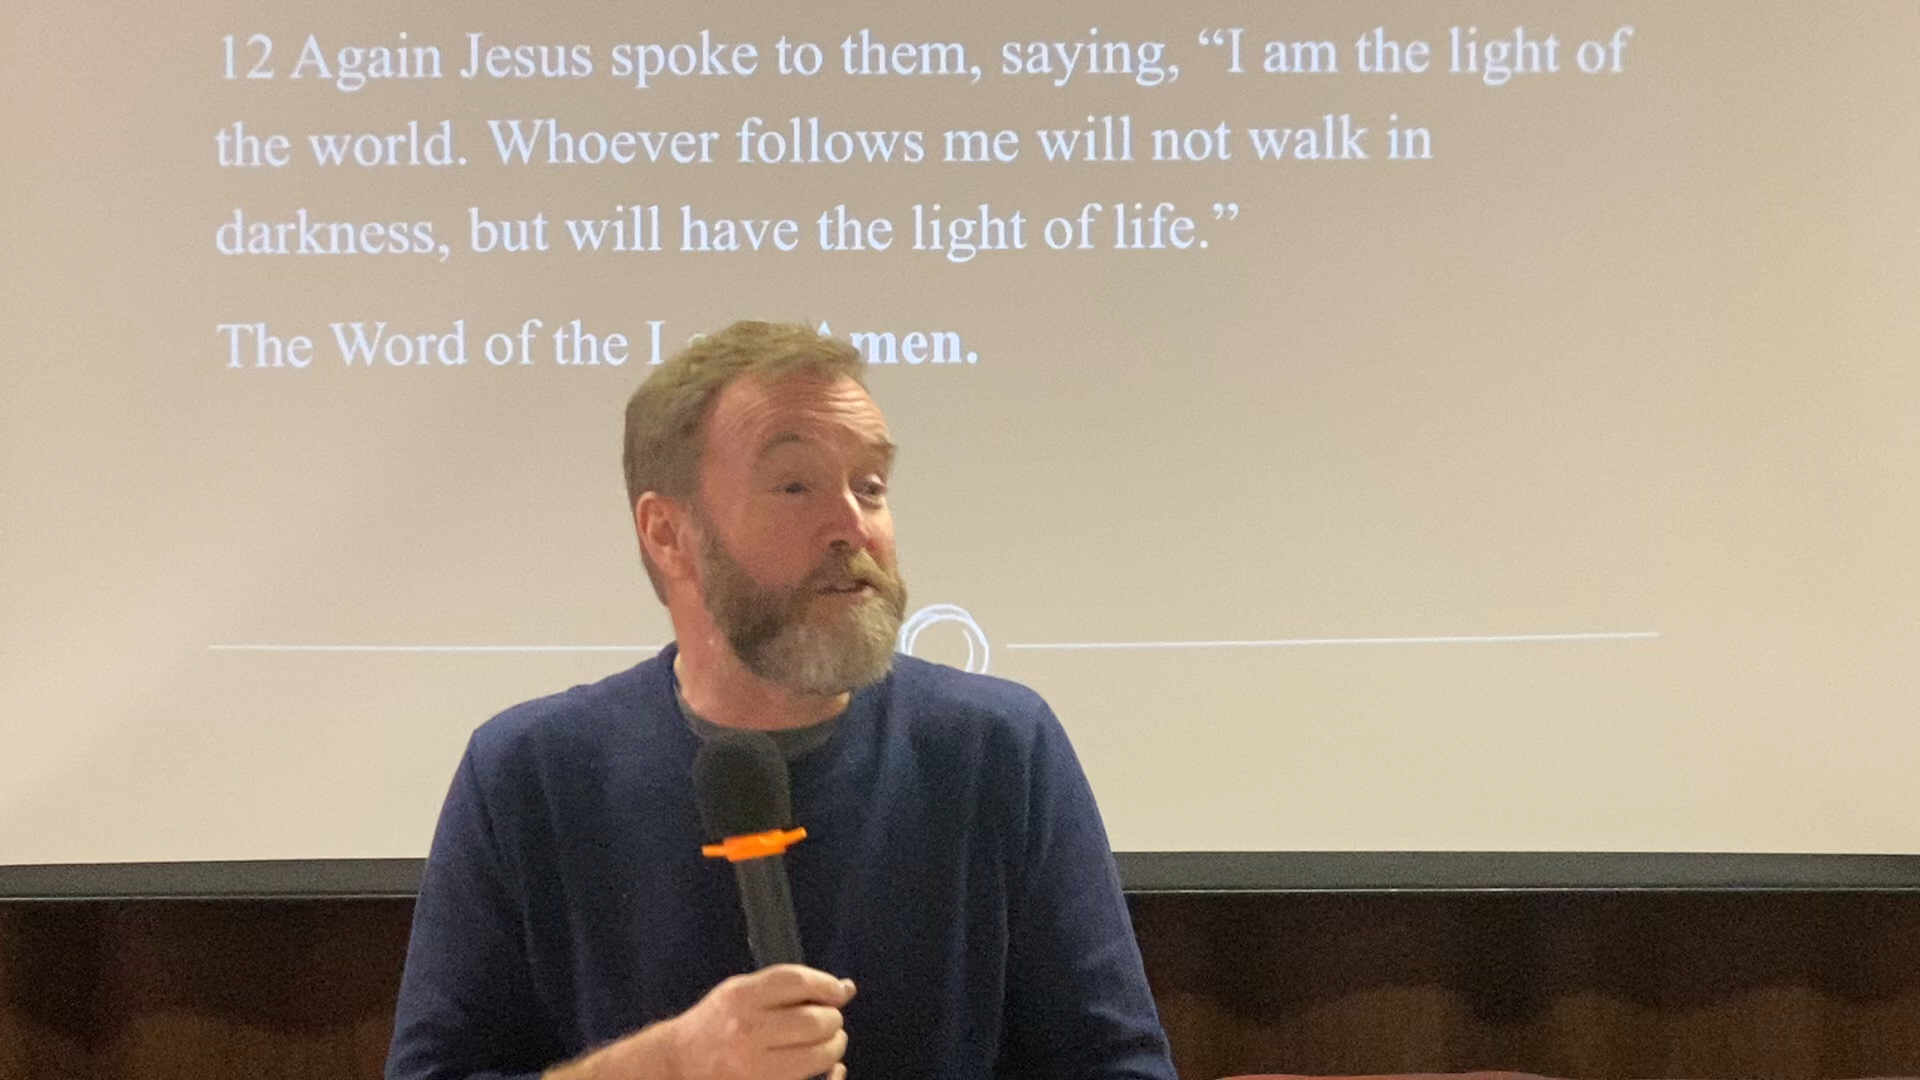 12 Again Jesus spoke to them, saying, “I am the light of
the world. Whoever follows me will not walk in
darkness, but will have the light of life.”
The Word of the